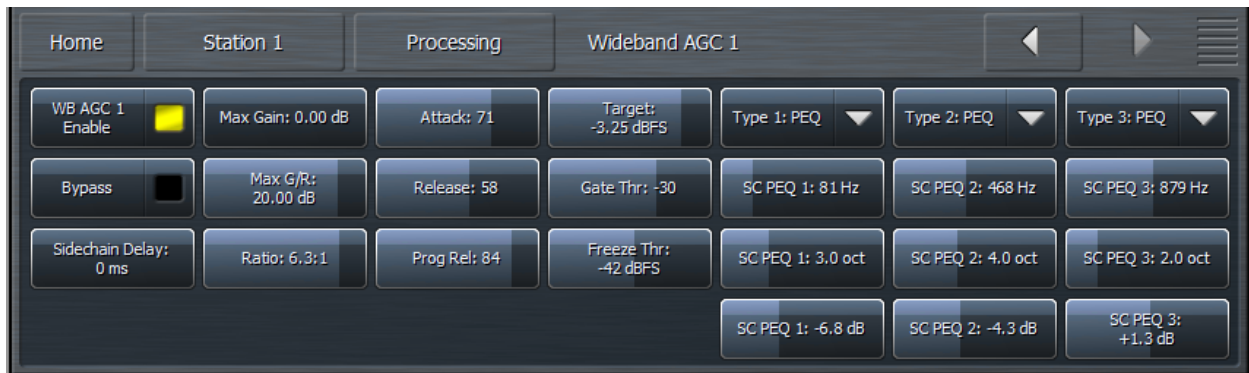 Home
Station 1
Processing
Wideband AGC 1
WB AGC 1
Enable
Max Gain: 0.00 dB
Attack: 71
Target:
-3.25 dBFS
Type 1: PEQ
Type 2: PEQ
Type 3: PEQ
Bypass
Max G/R:
20.00 dB
Release: 58
Gate Thr: -30
SC PEQ 1: 81 Hz
SC PEQ 2: 468 Hz
SC PEQ 3: 879 Hz
Sidechain Delay:
0 ms
Ratio: 6.3:1
Prog Rel: 84
Freeze Thr:
-42 dBFS
SC PEQ 1: 3.0 oct
SC PEQ 2: 4.0 oct
SC PEQ 3: 2.0 oct
SC PEQ 1: -6.8 dB
SC PEQ 2: -4.3 dB
SC PEQ 3:
+1.3 dB